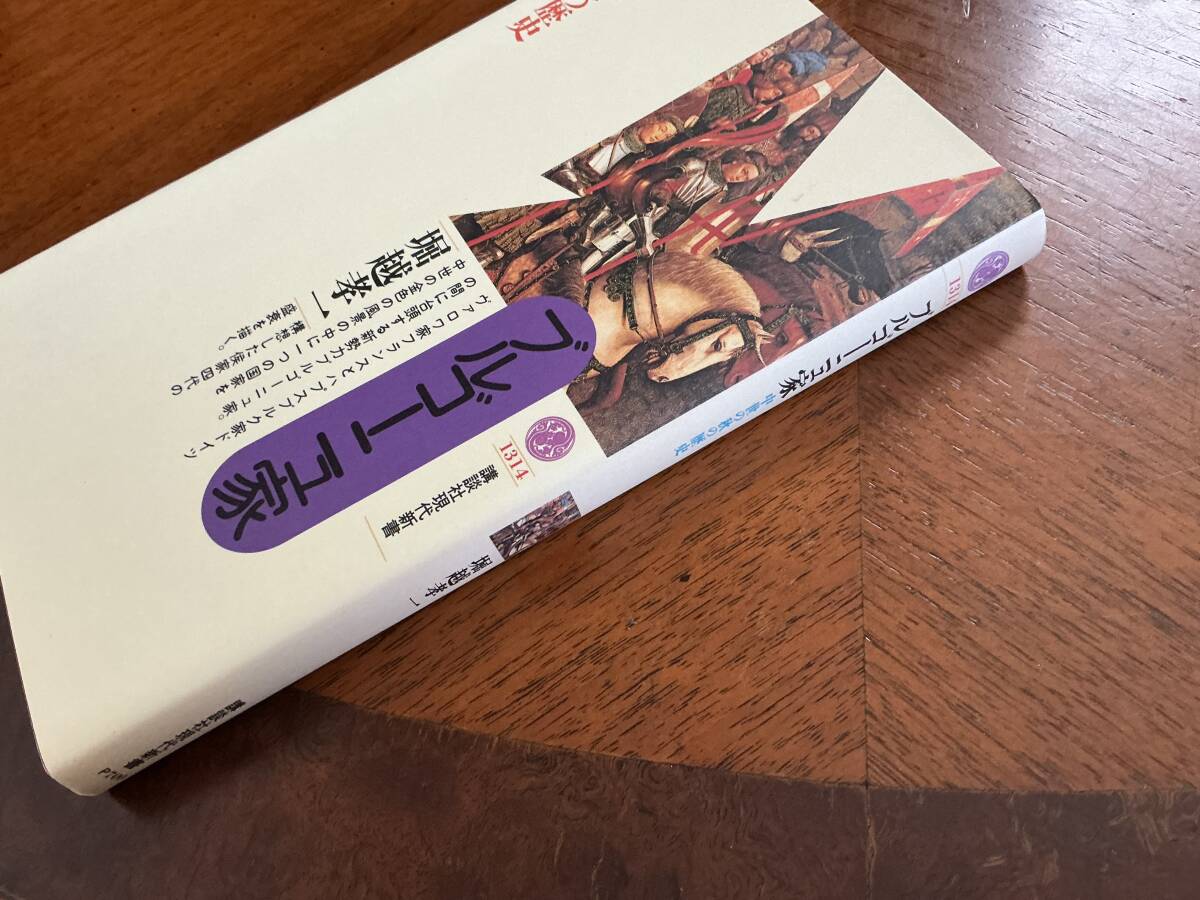 の歴史
ブルゴーニュ家
堀越孝一
ヴァロワ家フランスとハプスブルク家ドイツ
の間に台頭する新勢力ブルゴーニュ家。
中世の金色の風景の中に一つの国家を
構想した侯家四代の
盛衰を描く。
1314
講談社現代新書
ブルゴーニュ家
中世の秋の歴史
堀越孝一
講談社現代新書